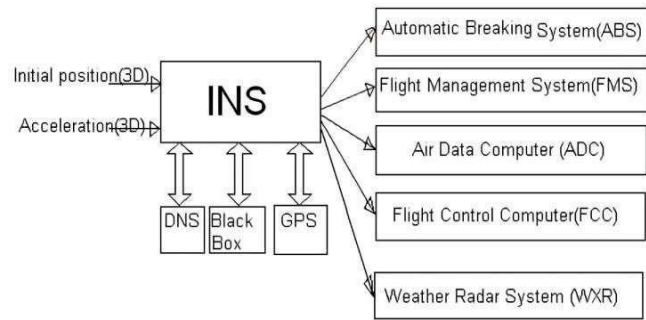 Automatic Breaking System(ABS)
Initial position(3D)
INS
Flight Management System(FMS)
Acceleration(3D)
Air Data Computer (ADC)
DNS
Black
Box
GPS
Flight Control Computer(FCC)
Weather Radar System (WXR)